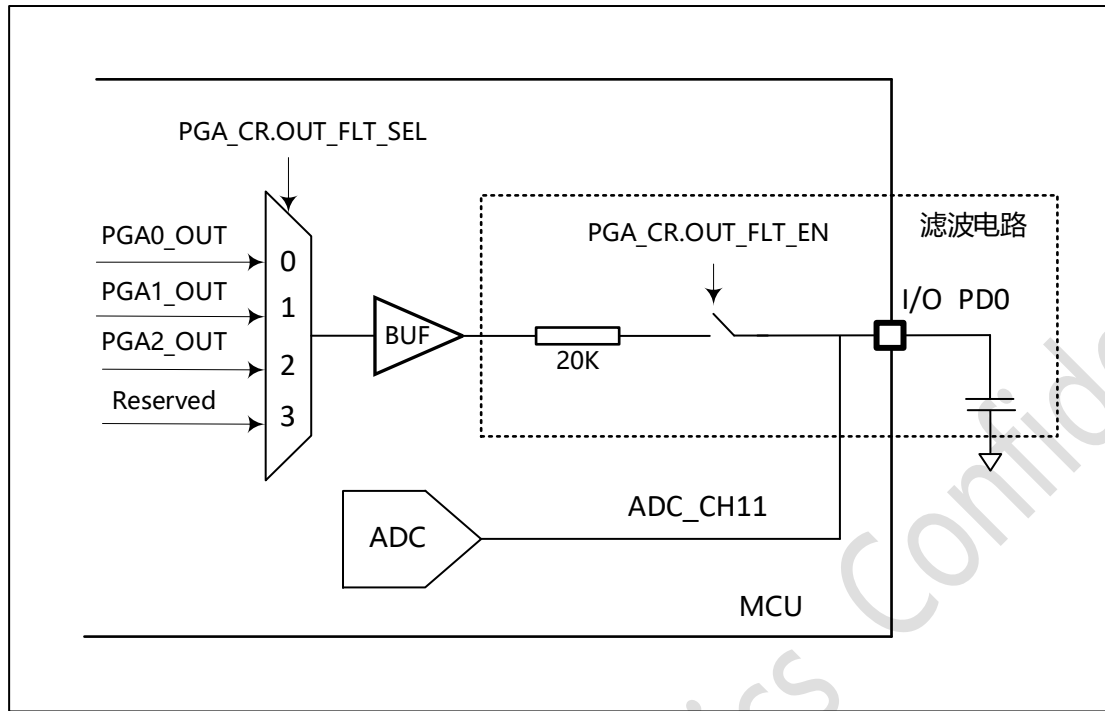 PGA_CR.OUT_FLT_SEL
PGA0_OUT
PGA1_OUT
PGA2_OUT
Reserved
0
1
2
3
BUF
20K
PGA_CR.OUT_FLT_EN
滤波电路
I/O PD0
ADC
ADC_CH11
MCU